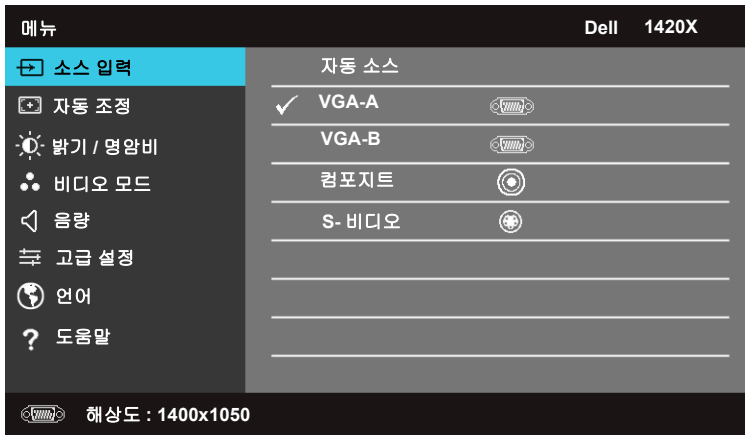 메뉴
Dell 1420X
소스 입력
자동 조정
밝기 / 명암비
비디오 모드
음량
고급 설정
언어
? 도움말
자동 소스
VGA-A
VGA-B
컴포지트
S- 비디오
해상도 : 1400x1050